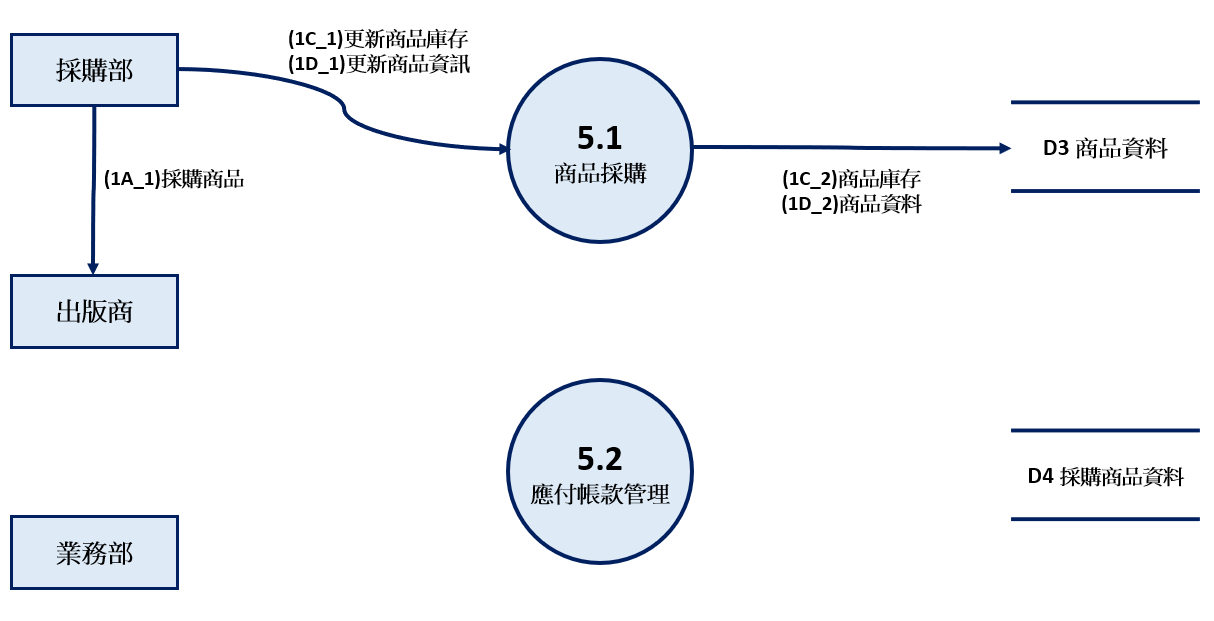 採購部
(1C_1)更新商品庫存
(1D_1)更新商品資訊
5.1
商品採購
D3 商品資料
(1A_1)採購商品
(1C_2)商品庫存
(1D_2)商品資料
出版商
5.2
應付帳款管理
D4 採購商品資料
業務部